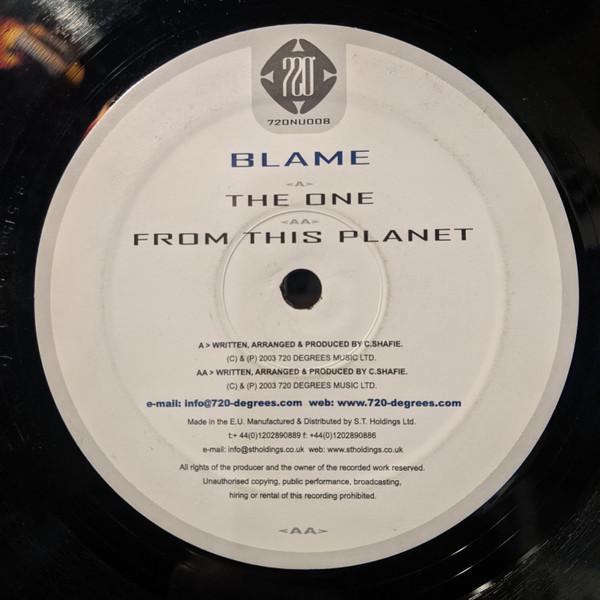 720
720NU008
BLAME
<A>
THE ONE
<AA>
FROM THIS PLANET
A > WRITTEN, ARRANGED & PRODUCED BY C.SHAFIE.
(C) & (P) 2003 720 DEGREES MUSIC LTD.
AA > WRITTEN, ARRANGED & PRODUCED BY C.SHAFIE.
(C) & (P) 2003 720 DEGREES MUSIC LTD.
e-mail: info@720-degrees.com web: www.720-degrees.com
Made in the E.U. Manufactured & Distributed by S.T. Holdings Ltd.
t:+ 44(0)1202890889 f: +44(0)1202890886
e-mail: info@stholdings.co.uk web: www.stholdings.co.uk
All rights of the producer and the owner of the recorded work reserved.
Unauthorised copying, public performance, broadcasting,
hiring or rental of this recording prohibited.
<AA>